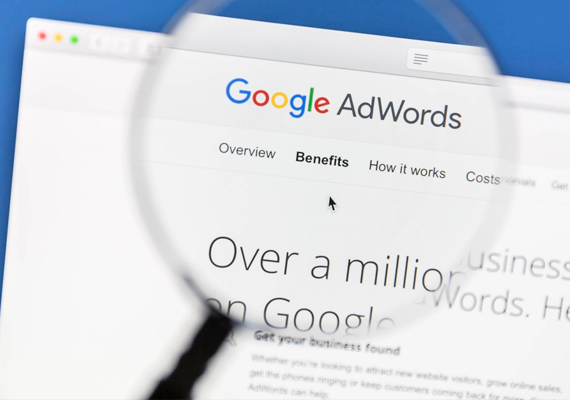 Google AdWords
Overview Benefits How it works Costs
Over a million usiness
on Google dWords. He
Get your business found
Whether you're looking to attract new website visitors, grow online sales,
get the phones ringing or keep customers coming back for more, Go
AdWords can help.